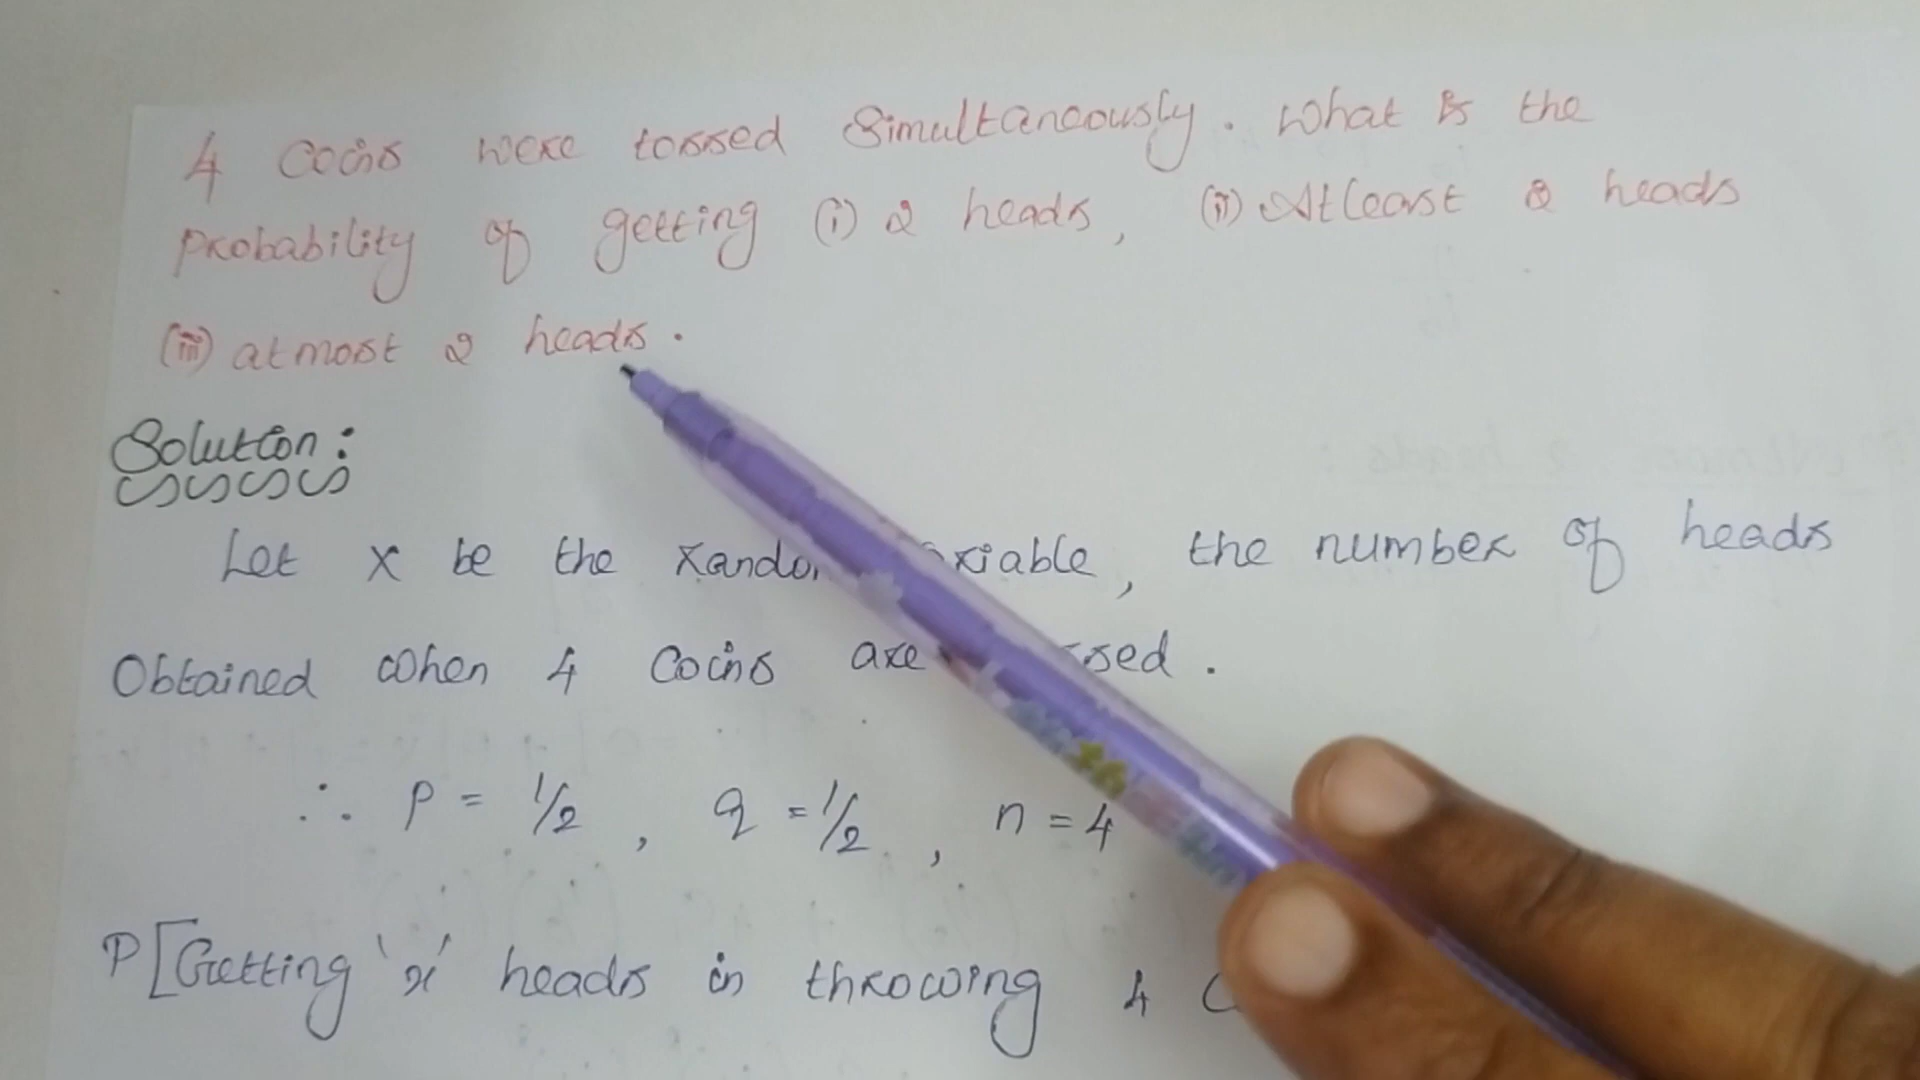 4 Coins were tossed Simultaneously. What is the
probability of getting (i) 2 heads, (ii) Atleast 2 heads
(iii) atmost 2 heads.
Solution:
Let x be the the number of heads
Obtained when 4 Coins are
∴ p = 1/2, q = 1/2, n = 4
P[Getting 'x' heads in throwing 4